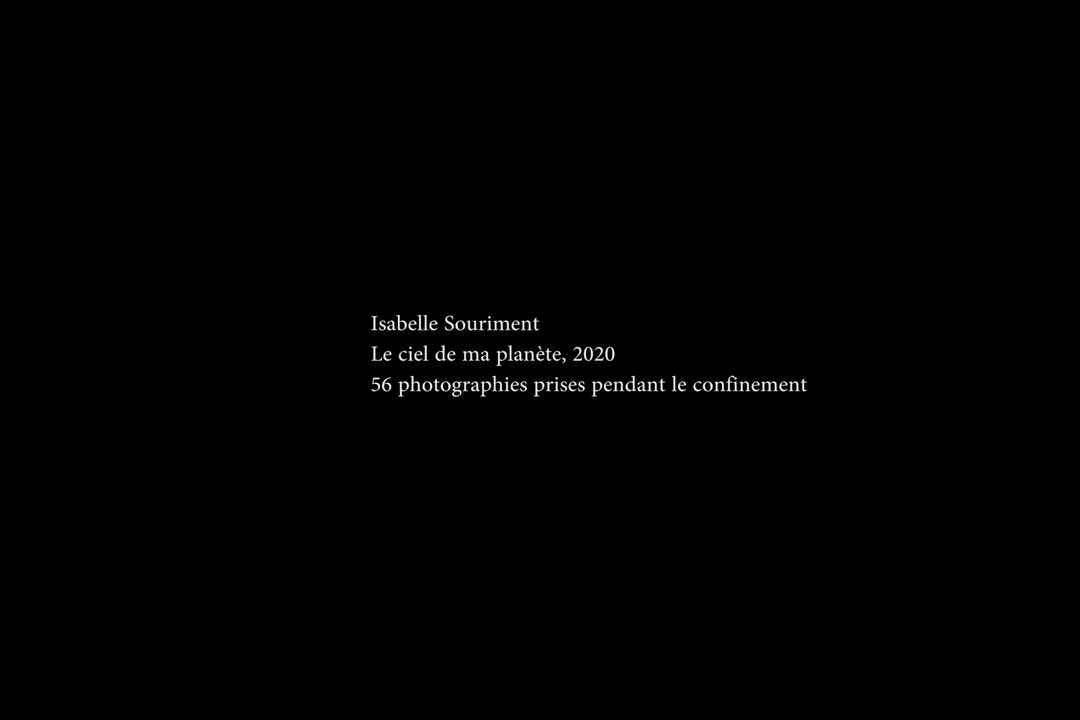 Isabelle Souriment
Le ciel de ma planète, 2020
56 photographies prises pendant le confinement